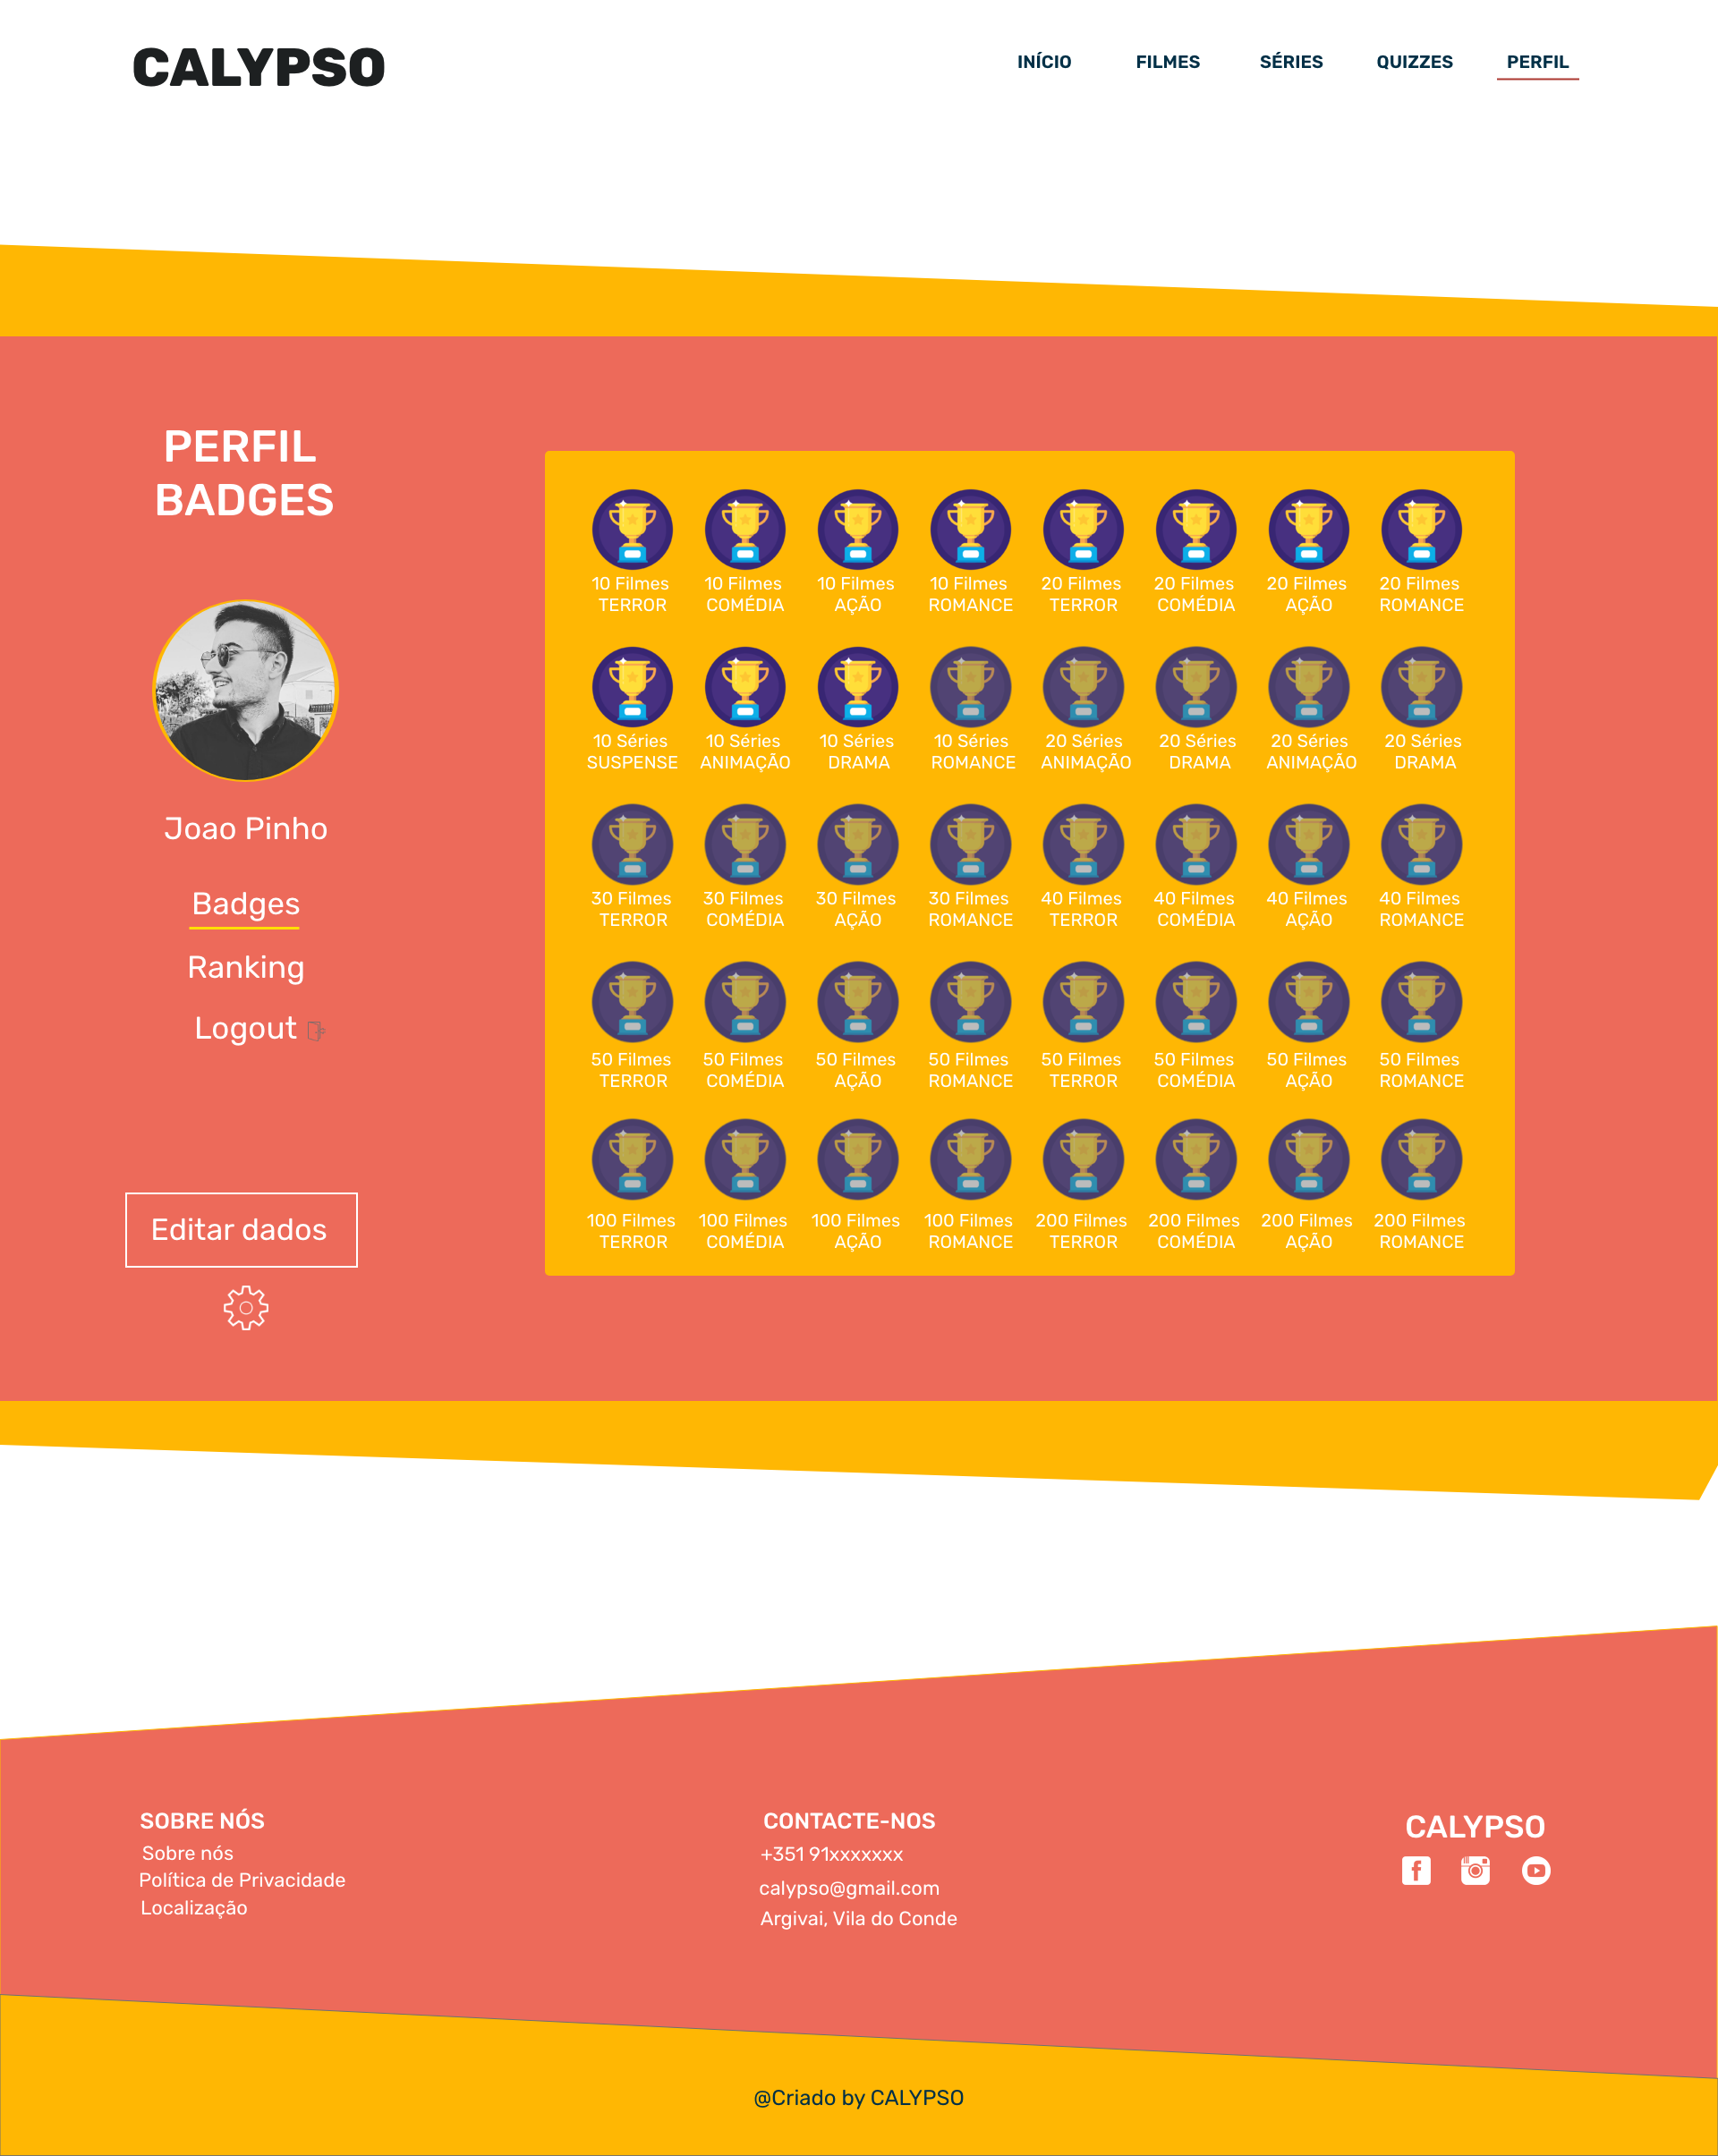 CALYPSO
INÍCIO FILMES SÉRIES QUIZZES PERFIL
PERFIL
BADGES
Joao Pinho
Badges
Ranking
Logout
Editar dados
10 Filmes 10 Filmes 10 Filmes 10 Filmes 20 Filmes 20 Filmes 20 Filmes 20 Filmes
TERROR COMÉDIA AÇÃO ROMANCE TERROR COMÉDIA AÇÃO ROMANCE
10 Séries 10 Séries 10 Séries 10 Séries 20 Séries 20 Séries 20 Séries 20 Séries
SUSPENSE ANIMAÇÃO DRAMA ROMANCE ANIMAÇÃO DRAMA ANIMAÇÃO DRAMA
30 Filmes 30 Filmes 30 Filmes 30 Filmes 40 Filmes 40 Filmes 40 Filmes 40 Filmes
TERROR COMÉDIA AÇÃO ROMANCE TERROR COMÉDIA AÇÃO ROMANCE
50 Filmes 50 Filmes 50 Filmes 50 Filmes 50 Filmes 50 Filmes 50 Filmes 50 Filmes
TERROR COMÉDIA AÇÃO ROMANCE TERROR COMÉDIA AÇÃO ROMANCE
100 Filmes 100 Filmes 100 Filmes 100 Filmes 200 Filmes 200 Filmes 200 Filmes 200 Filmes
TERROR COMÉDIA AÇÃO ROMANCE TERROR COMÉDIA AÇÃO ROMANCE
SOBRE NÓS
Sobre nós
Política de Privacidade
Localização
CONTACTE-NOS
+351 91xxxxxxx
calypso@gmail.com
Argivai, Vila do Conde
CALYPSO
@Criado by CALYPSO